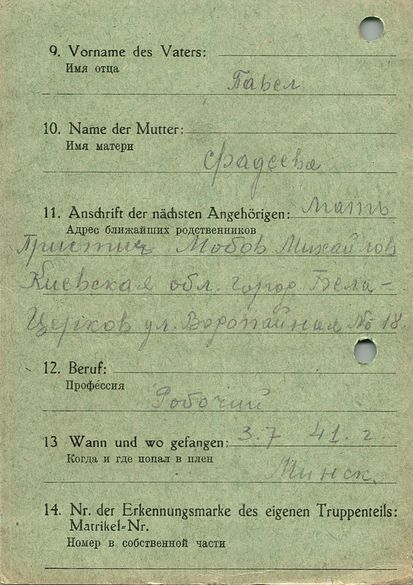 9. Vorname des Vaters:
Имя отца
Павел
10. Name der Mutter:
Имя матери
Фадеева
11. Anschrift der nächsten Angehörigen: Мать
Адрес ближайших родственников
Киевская обл. город Бела-
Церков ул. № 18.
12. Beruf:
Профессия
Робочий
13 Wann und wo gefangen: 3.7 41. г.
Когда и где попал в плен
Минск.
14. Nr. der Erkennungsmarke des eigenen Truppenteils:
Matrikel-Nr.
Номер в собственной части